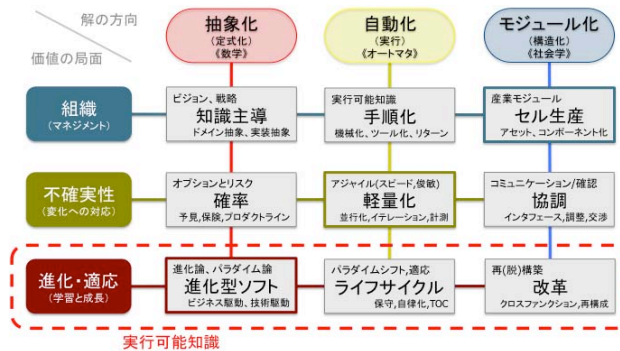 解の方向
価値の局面
抽象化
(定式化)
《数学》
自動化
(実行)
《オートマタ》
モジュール化
(構造化)
《社会学》
組織
(マネジメント)
ビジョン、戦略
知識主導
ドメイン抽象、実装抽象
実行可能知識
手順化
機械化、ツール化、リターン
産業モジュール
セル生産
アセット、コンポーネント化
不確実性
(変化への対応)
オプションとリスク
確率
予見,保険,プロダクトライン
アジャイル(スピード,俊敏)
軽量化
並行化,イテレーション,計測
コミュニケーション/確認
協調
インタフェース,調整,交渉
進化・適応
(学習と成長)
進化論、パラダイム論
進化型ソフト
ビジネス駆動、技術駆動
パラダイムシフト,適応
ライフサイクル
保守,自律化,TOC
再(脱)構築
改革
クロスファンクション,再構成
実行可能知識